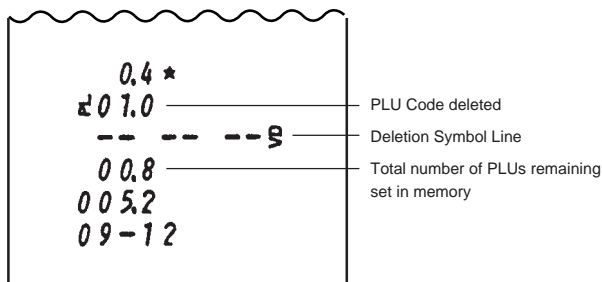 0.4 *
01.0
PLU Code deleted
-- -- -- VD
Deletion Symbol Line
00.8
Total number of PLUs remaining
set in memory
005.2
09-12